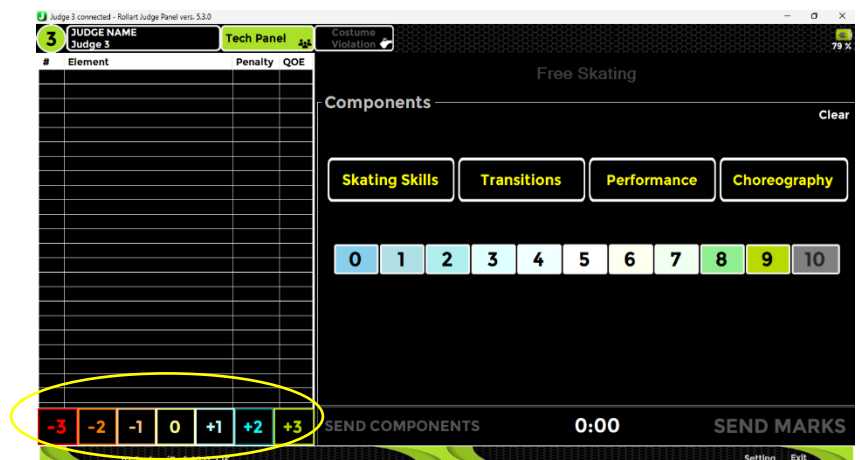 Judge 3 connected - Rollart Judge Panel vers. 5.3.0
3
JUDGE NAME
Judge 3
Tech Panel
Costume
Violation
79 %
# Element Penalty QOE
Free Skating
Components
Clear
Skating Skills Transitions Performance Choreography
0 1 2 3 4 5 6 7 8 9 10
-3 -2 -1 0 +1 +2 +3
SEND COMPONENTS 0:00 SEND MARKS
Setting Exit